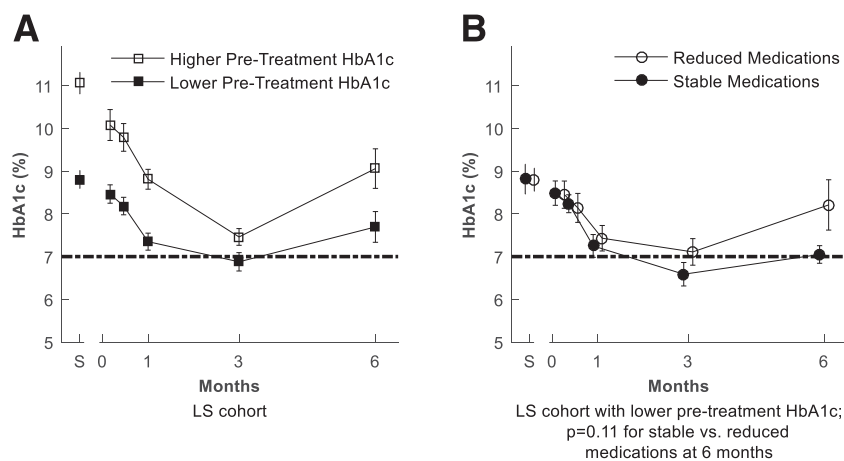 A
Higher Pre-Treatment HbA1c
Lower Pre-Treatment HbA1c
HbA1c (%)
11
10
9
8
7
6
5
S 0 1 3 6
Months
LS cohort
B
Reduced Medications
Stable Medications
HbA1c (%)
11
10
9
8
7
6
5
S 0 1 3 6
Months
LS cohort with lower pre-treatment HbA1c;
p=0.11 for stable vs. reduced
medications at 6 months